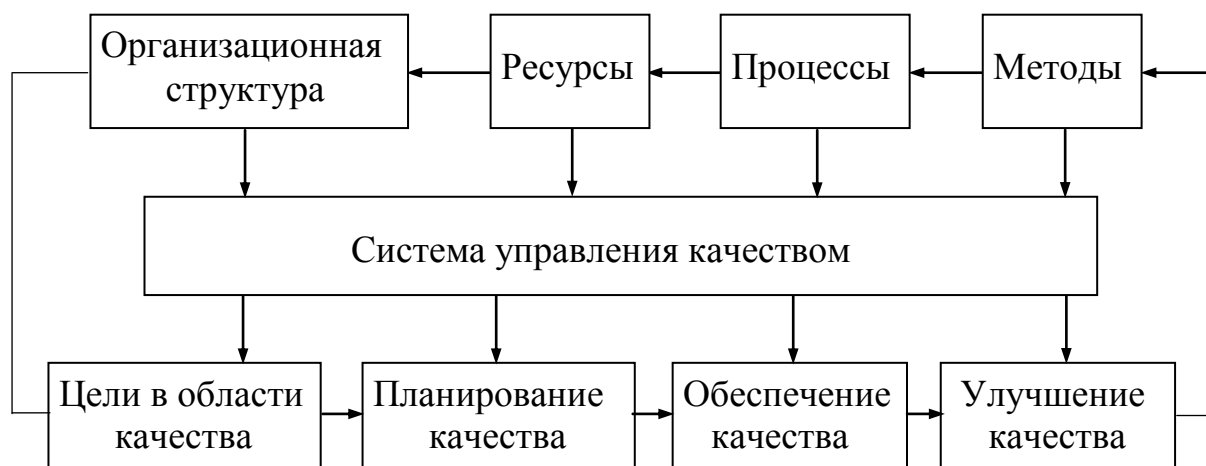 Организационная
структура
Ресурсы
Процессы
Методы
Система управления качеством
Цели в области
качества
Планирование
качества
Обеспечение
качества
Улучшение
качества